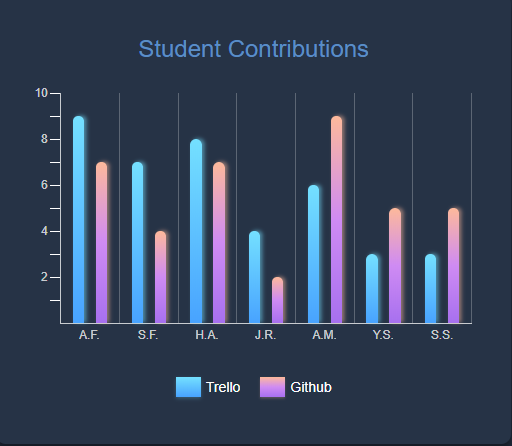 Student Contributions
10
8
6
4
2
A.F. S.F. H.A. J.R. A.M. Y.S. S.S.
Trello Github